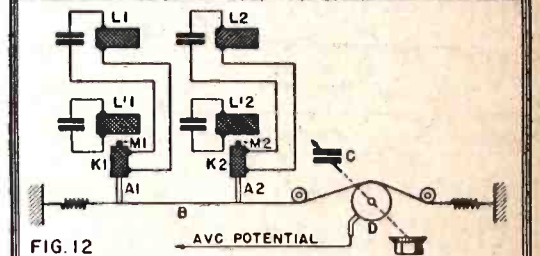 L1 L2
L'1 L'2
M1 M2
K1 K2 C
A1 A2
B D
AVC POTENTIAL
FIG. 12